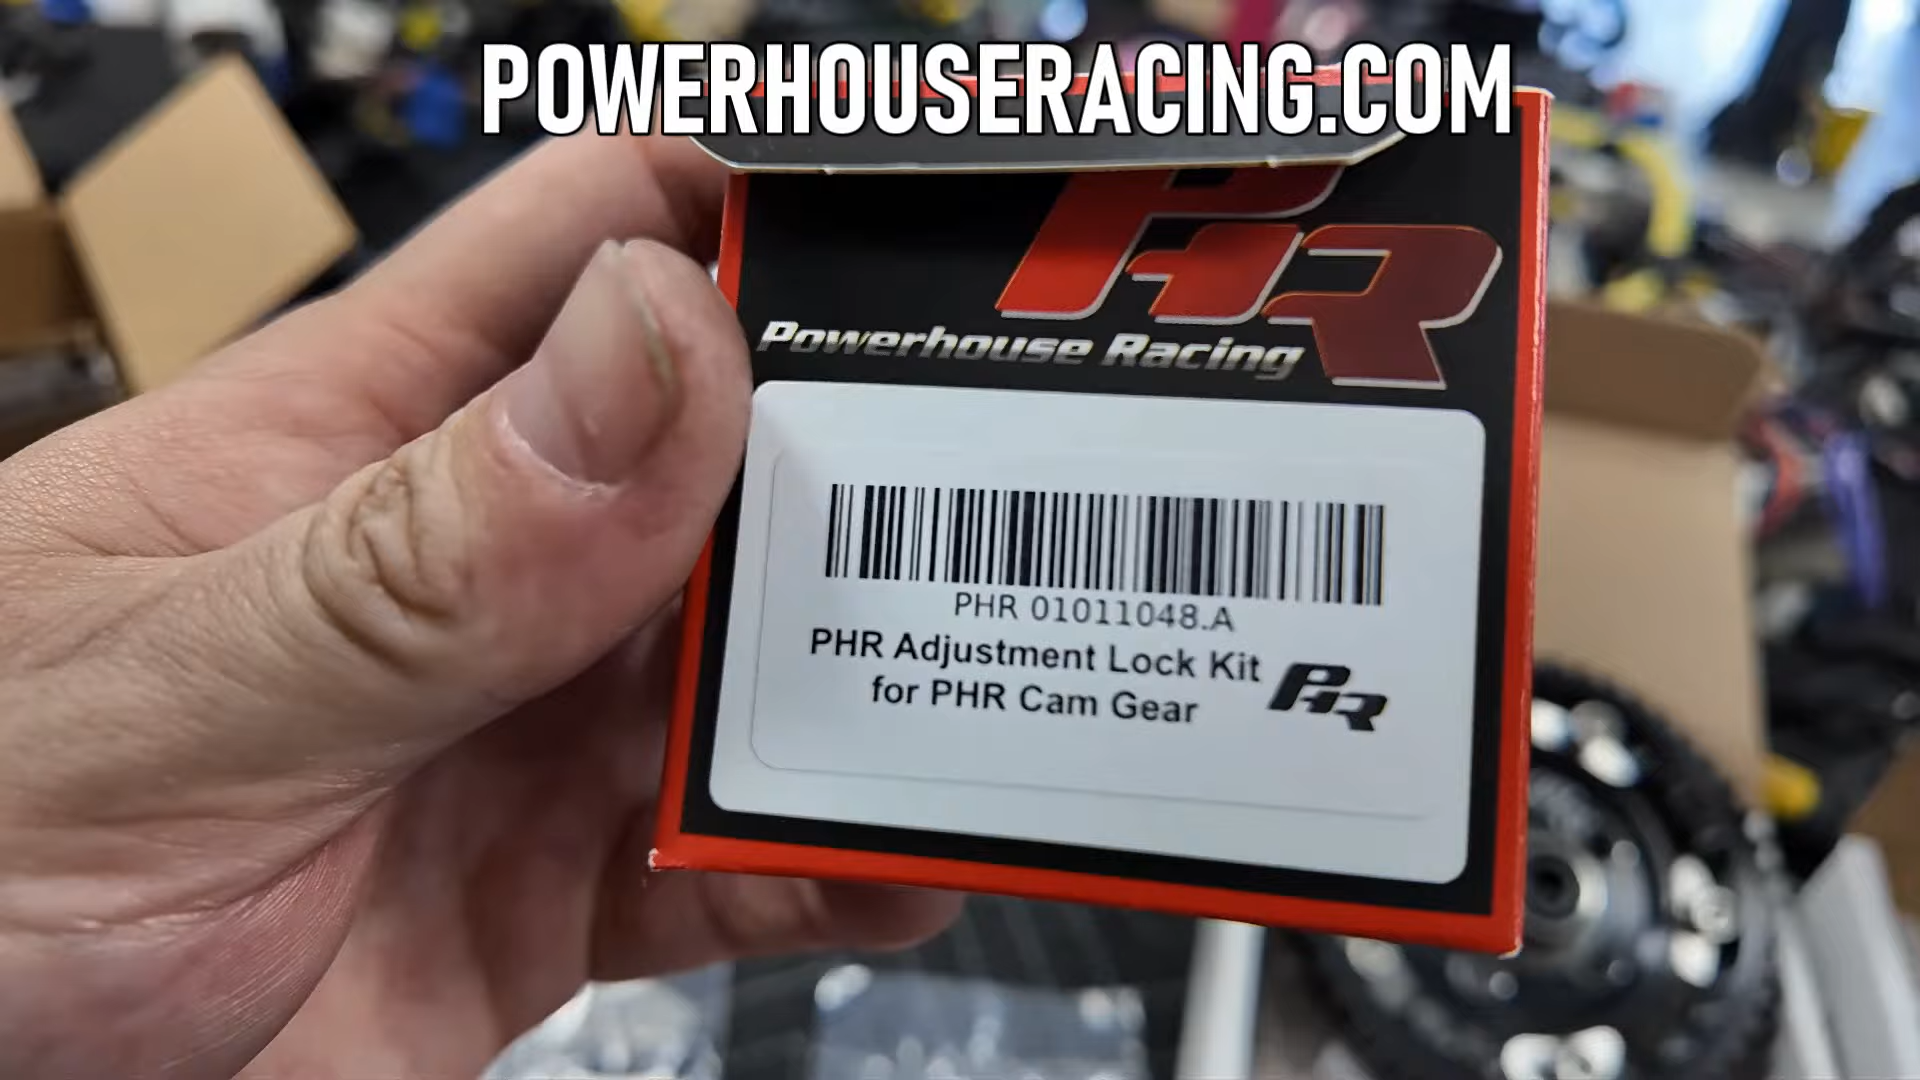 POWERHOUSERACING.COM
PHR
Powerhouse Racing
PHR 01011048.A
PHR Adjustment Lock Kit
for PHR Cam Gear
PHR